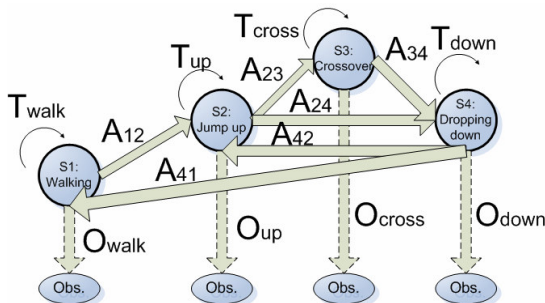 Tcross
S3:
Crossover
A34
Tdown
Tup
A23
S2:
Jump up
A24
S4:
Dropping
down
Twalk
A12
A42
S1:
Walking
A41
Owalk
Oup
Ocross
Odown
Obs.
Obs.
Obs.
Obs.